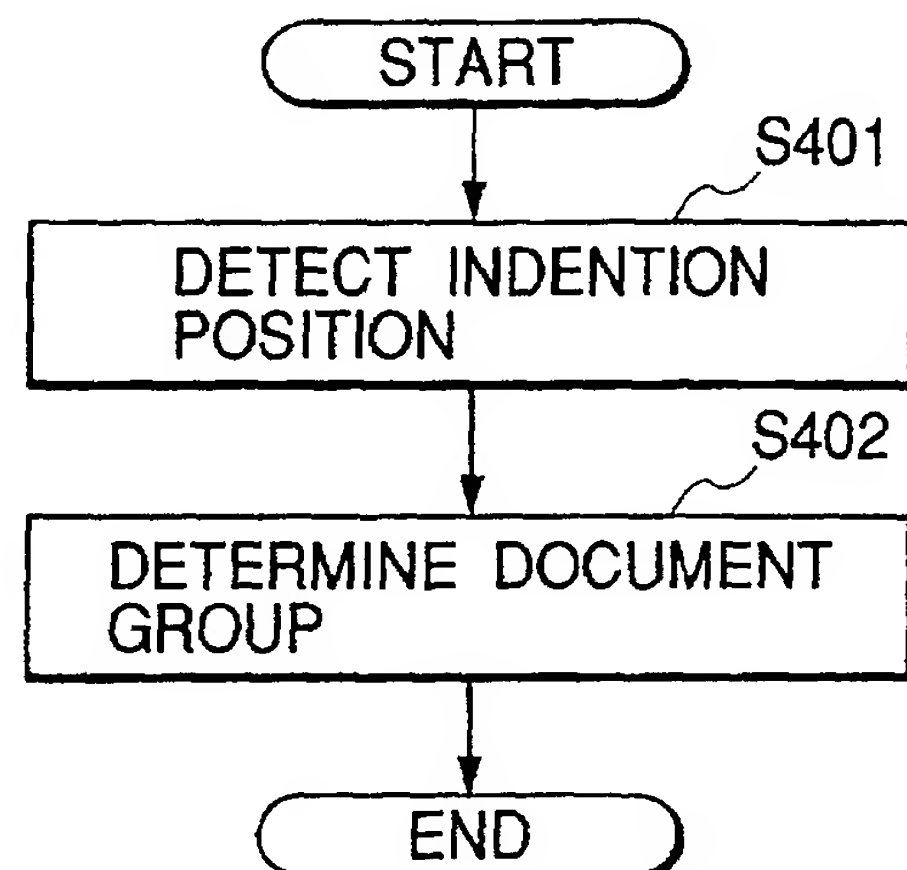 START
S401
DETECT INDENTION
POSITION
S402
DETERMINE DOCUMENT
GROUP
END